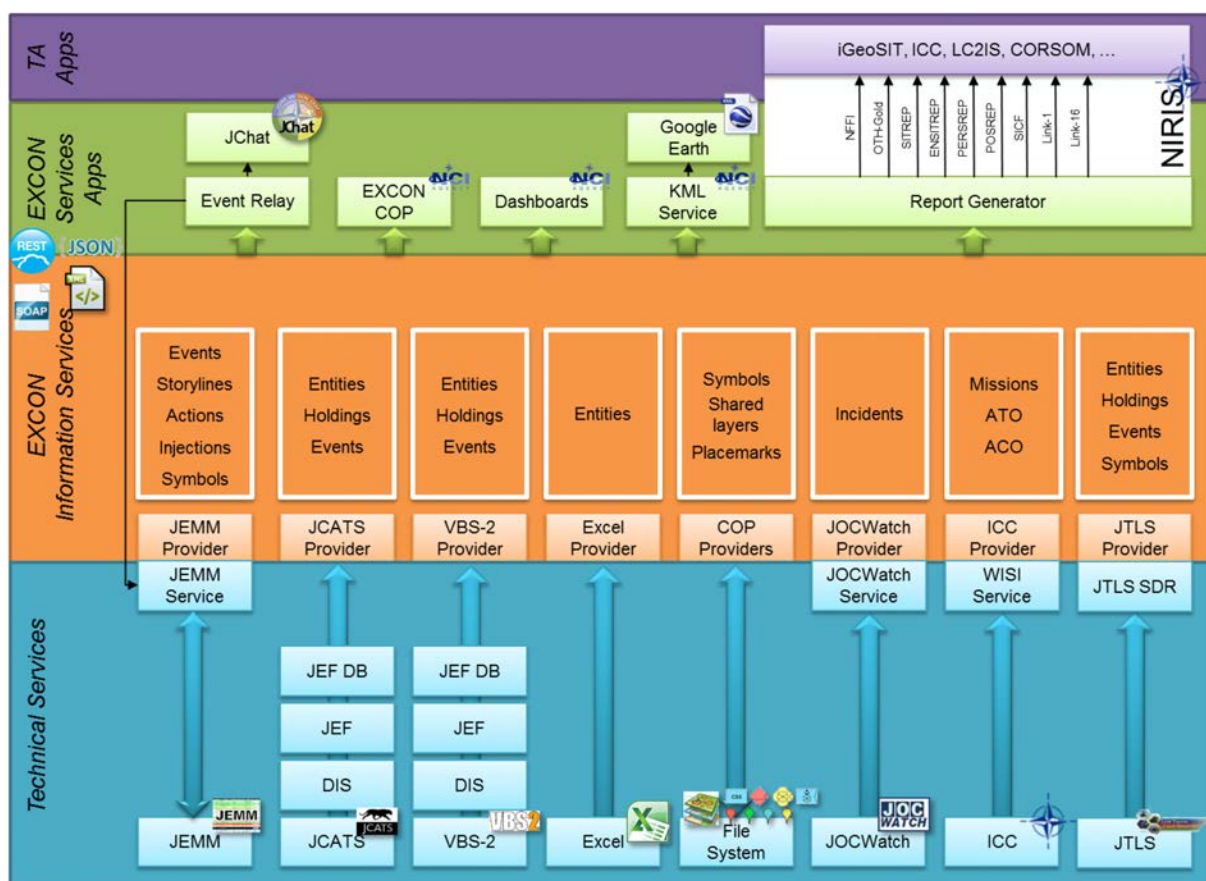 TA
Apps
iGeoSIT, ICC, LC2IS, CORSOM, ...
NFFI
OTH-Gold
SITREP
ENSITREP
PERSREP
POSREP
SICF
Link-1
Link-16
NIRIS
EXCON
Services
Apps
JChat
JChat
Google
Earth
Event Relay
EXCON
COP
NCI
AGENCY
Dashboards
NCI
AGENCY
KML
Service
NCI
AGENCY
Report Generator
REST
{JSON}
SOAP
</>
EXCON
Information Services
Events
Storylines
Actions
Injections
Symbols
Entities
Holdings
Events
Entities
Holdings
Events
Entities
Symbols
Shared
layers
Placemarks
Incidents
Missions
ATO
ACO
Entities
Holdings
Events
Symbols
JEMM
Provider
JCATS
Provider
VBS-2
Provider
Excel
Provider
COP
Providers
JOCWatch
Provider
ICC
Provider
JTLS
Provider
Technical Services
JEMM
Service
JOCWatch
Service
WISI
Service
JTLS SDR
JEF DB
JEF DB
JEF
JEF
DIS
DIS
JEMM
JEMM
JCATS
JCATS
VBS-2
VBS2
Excel
X
File
System
JOCWatch
JOC
WATCH
ICC
JTLS